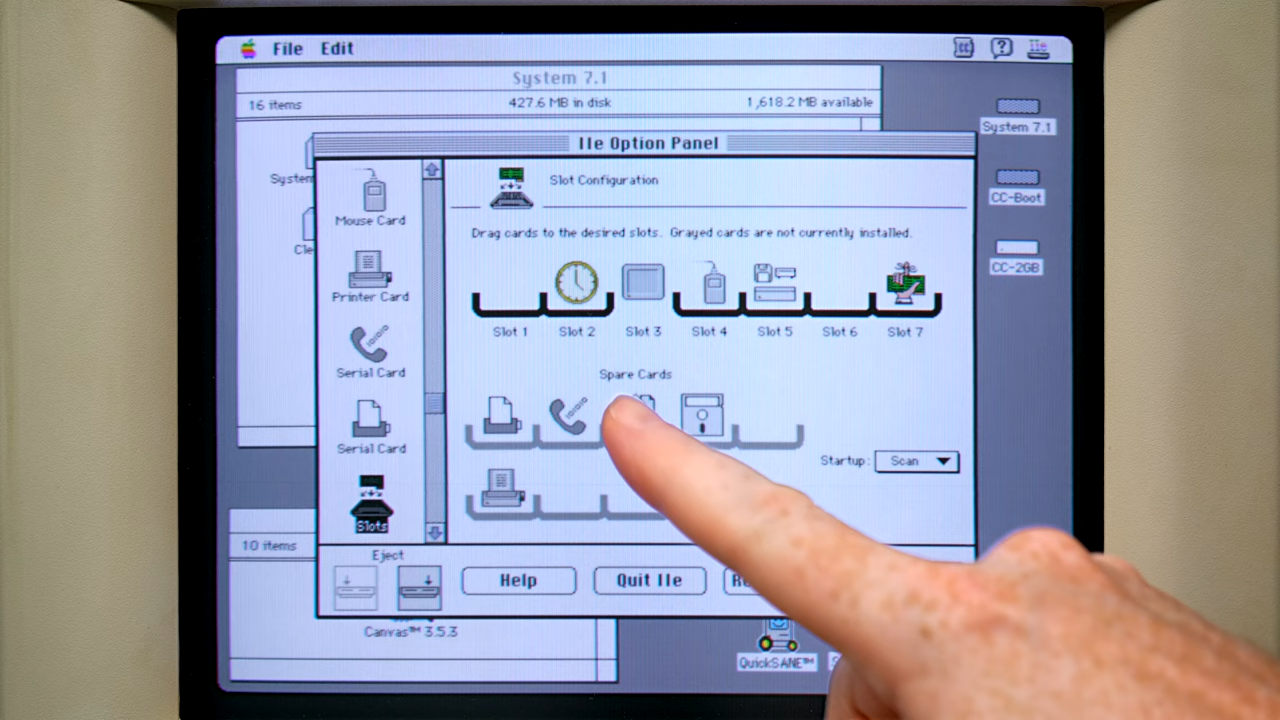 File Edit
System 7.1
16 items 427.6 MB in disk 1,618.2 MB available
System 7.1
CC-Boot
CC-2GB
System
Cle
IIe Option Panel
Mouse Card
Printer Card
Serial Card
Serial Card
Slots
Slot Configuration
Drag cards to the desired slots. Grayed cards are not currently installed.
Slot 1 Slot 2 Slot 3 Slot 4 Slot 5 Slot 6 Slot 7
Spare Cards
Startup: Scan
Eject
Help Quit IIe Re
10 items
Canvas™ 3.5.3
QuickSANE™ S